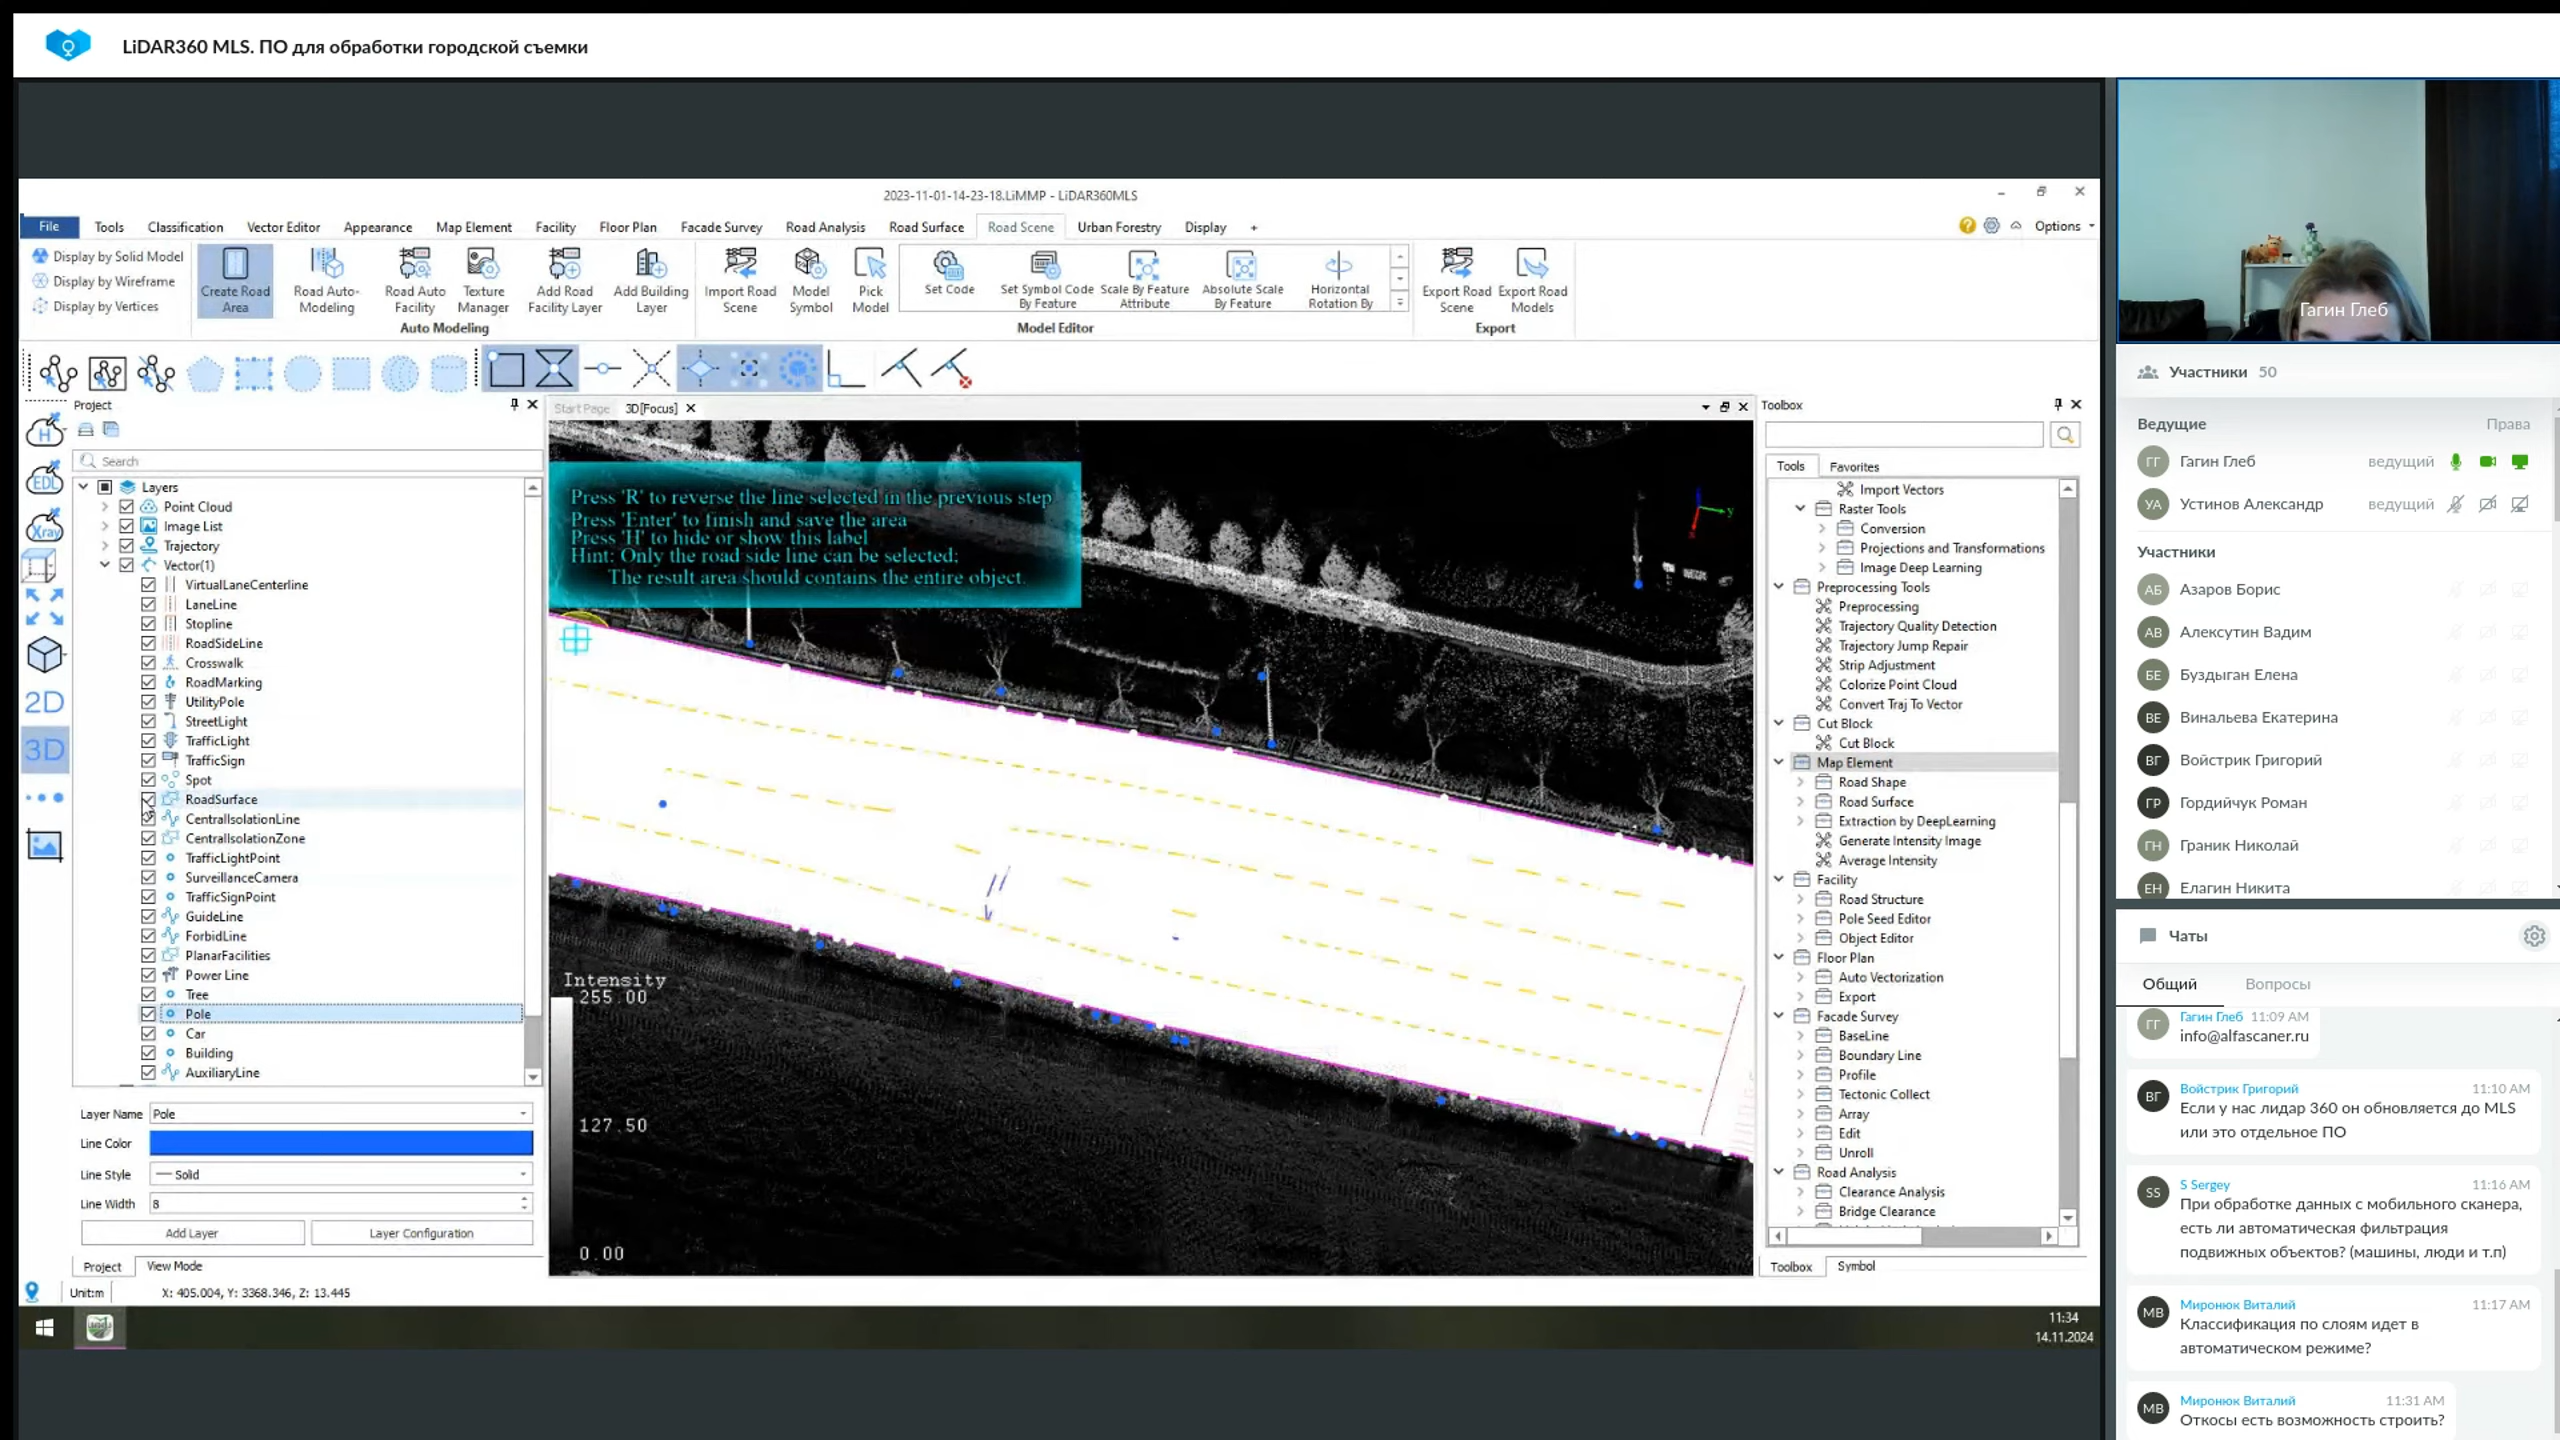 LiDAR360 MLS. ПО для обработки городской съемки
2023-11-01-14-23-18.LiMMP - LiDAR360MLS
File Tools Classification Vector Editor Appearance Map Element Facility Floor Plan Facade Survey Road Analysis Road Surface Road Scene Urban Forestry Display + Options
Display by Solid Model
Display by Wireframe
Display by Vertices
Create Road Area
Road Auto-Modeling
Road Auto Facility
Texture Manager
Add Road Facility Layer
Add Building Layer
Auto Modeling
Import Road Scene
Model Symbol
Pick Model
Set Code
Set Symbol Code By Feature
Scale By Feature Attribute
Absolute Scale By Feature
Horizontal Rotation By
Model Editor
Export Road Scene
Export Road Models
Export
Project
H
EDL
Xray
2D
3D
Search
Layers
Point Cloud
Image List
Trajectory
Vector(1)
VirtualLaneCenterline
LaneLine
Stopline
RoadSideLine
Crosswalk
RoadMarking
UtilityPole
StreetLight
TrafficLight
TrafficSign
Spot
RoadSurface
CentralIsolationLine
CentralIsolationZone
TrafficLightPoint
SurveillanceCamera
TrafficSignPoint
GuideLine
ForbidLine
PlanarFacilities
Power Line
Tree
Pole
Car
Building
AuxiliaryLine
Layer Name Pole
Line Color
Line Style Solid
Line Width 8
Add Layer Layer Configuration
Project View Mode
Unit:m X: 405.004, Y: 3368.346, Z: 13.445
Start Page 3D[Focus]
Press 'R' to reverse the line selected in the previous step
Press 'Enter' to finish and save the area
Press 'H' to hide or show this label
Hint: Only the road side line can be selected;
The result area should contains the entire object.
y
Intensity
255.00
127.50
0.00
Toolbox
Tools Favorites
Import Vectors
Raster Tools
Conversion
Projections and Transformations
Image Deep Learning
Preprocessing Tools
Preprocessing
Trajectory Quality Detection
Trajectory Jump Repair
Strip Adjustment
Colorize Point Cloud
Convert Traj To Vector
Cut Block
Cut Block
Map Element
Road Shape
Road Surface
Extraction by DeepLearning
Generate Intensity Image
Average Intensity
Facility
Road Structure
Pole Seed Editor
Object Editor
Floor Plan
Auto Vectorization
Export
Facade Survey
BaseLine
Boundary Line
Profile
Tectonic Collect
Array
Edit
Unroll
Road Analysis
Clearance Analysis
Bridge Clearance
Toolbox Symbol
11:34
14.11.2024
Гагин Глеб
Участники 50
Ведущие Права
ГГ Гагин Глеб ведущий
УА Устинов Александр ведущий
Участники
АБ Азаров Борис
АВ Алексутин Вадим
БЕ Буздыган Елена
ВЕ Винальева Екатерина
ВГ Войстрик Григорий
ГР Гордийчук Роман
ГН Граник Николай
ЕН Елагин Никита
Чаты
Общий Вопросы
ГГ Гагин Глеб 11:09 AM
info@alfascaner.ru
ВГ Войстрик Григорий 11:10 AM
Если у нас лидар 360 он обновляется до MLS
или это отдельное ПО
SS S Sergey 11:16 AM
При обработке данных с мобильного сканера,
есть ли автоматическая фильтрация
подвижных объектов? (машины, люди и т.п)
МВ Миронюк Виталий 11:17 AM
Классификация по слоям идет в
автоматическом режиме?
МВ Миронюк Виталий 11:31 AM
Откосы есть возможность строить?